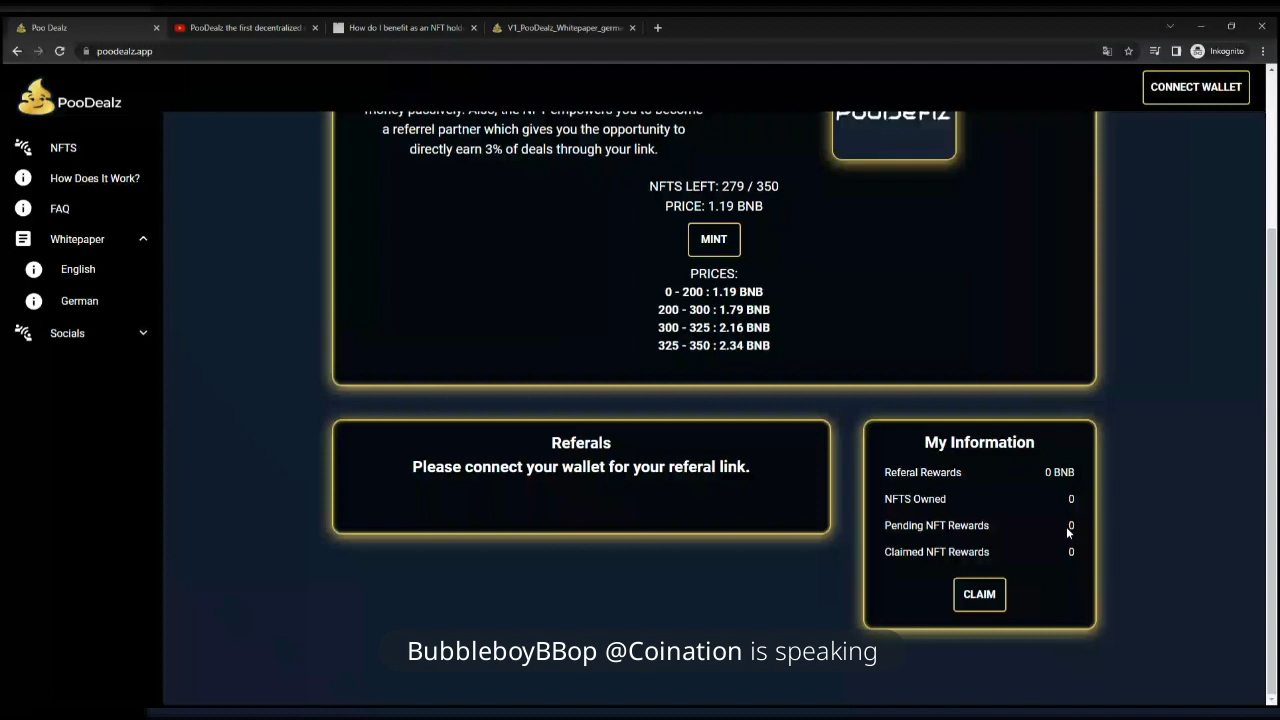 Poo Dealz
PooDealz the first decentralized
How do I benefit as an NFT hold
V1_PooDealz_Whitepaper_germ
poodealz.app
Inkognito
PooDealz
CONNECT WALLET
NFTS
How Does It Work?
FAQ
Whitepaper
English
German
Socials
money passively. Also, the NFT empowers you to become
a referral partner which gives you the opportunity to
directly earn 3% of deals through your link.
NFTS LEFT: 279 / 350
PRICE: 1.19 BNB
MINT
PRICES:
0 - 200 : 1.19 BNB
200 - 300 : 1.79 BNB
300 - 325 : 2.16 BNB
325 - 350 : 2.34 BNB
Referrals
Please connect your wallet for your referal link.
My Information
Referal Rewards 0 BNB
NFTS Owned 0
Pending NFT Rewards 0
Claimed NFT Rewards 0
CLAIM
BubbleboyBBop @Coination is speaking